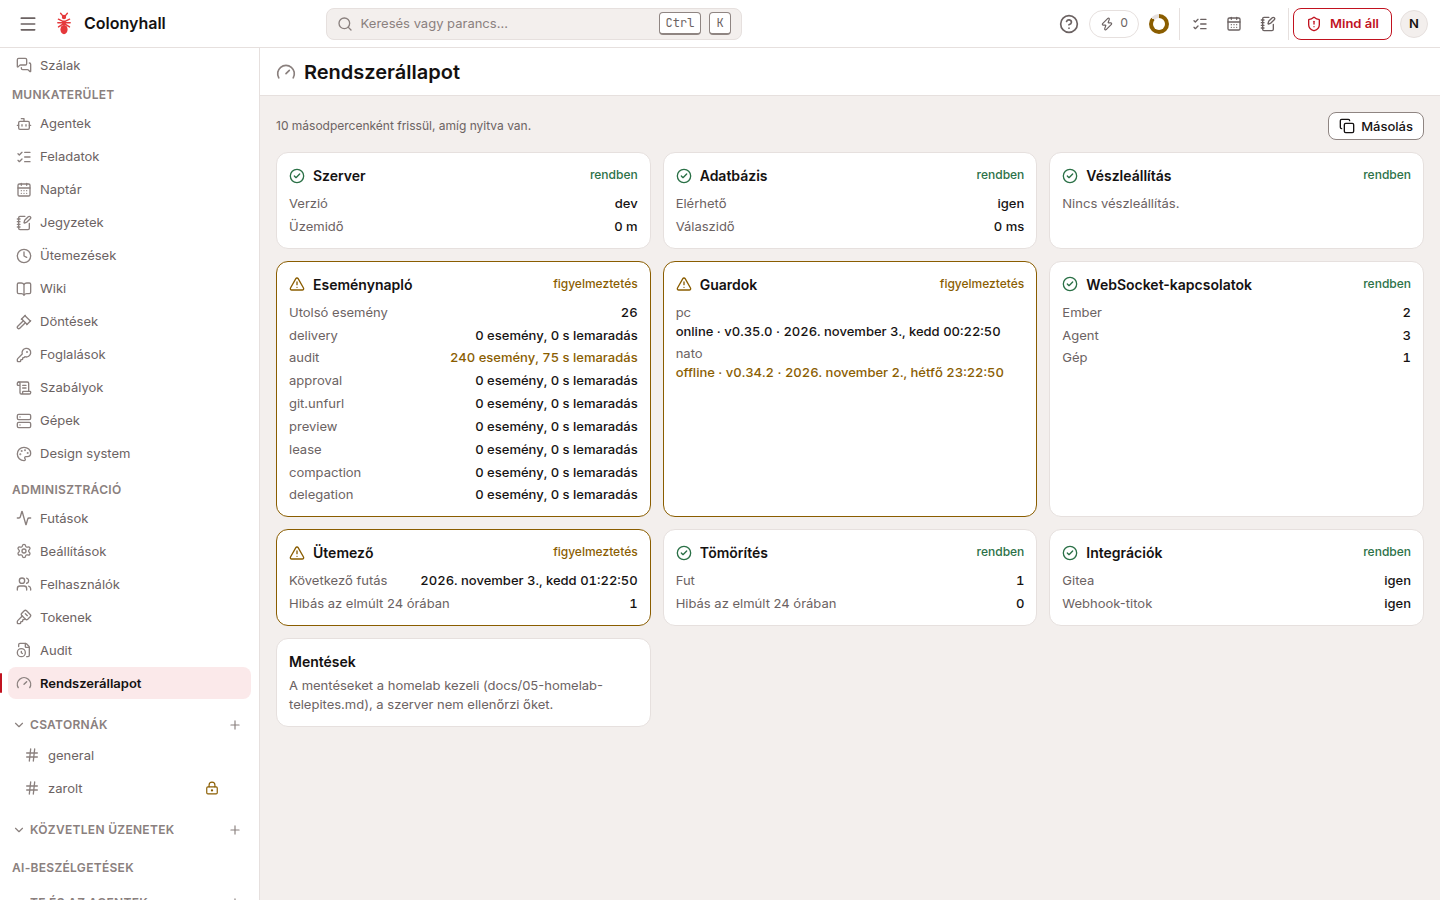 Colonyhall
Keresés vagy parancs...
Ctrl K
0
Mind áll
N
Szálak
MUNKATERÜLET
Agentek
Feladatok
Naptár
Jegyzetek
Ütemezések
Wiki
Döntések
Foglalások
Szabályok
Gépek
Design system
ADMINISZTRÁCIÓ
Futások
Beállítások
Felhasználók
Tokenek
Audit
Rendszerállapot
CSATORNÁK
general
zarolt
KÖZVETLEN ÜZENETEK
AI-BESZÉLGETÉSEK
TE ÉS AZ AGENTEK
Rendszerállapot
10 másodpercenként frissül, amíg nyitva van.
Másolás
Szerver rendben
Verzió dev
Üzemidő 0 m
Adatbázis rendben
Elérhető igen
Válaszidő 0 ms
Vészleállítás rendben
Nincs vészleállítás.
Eseménynapló figyelmeztetés
Utolsó esemény 26
delivery 0 esemény, 0 s lemaradás
audit 240 esemény, 75 s lemaradás
approval 0 esemény, 0 s lemaradás
git.unfurl 0 esemény, 0 s lemaradás
preview 0 esemény, 0 s lemaradás
lease 0 esemény, 0 s lemaradás
compaction 0 esemény, 0 s lemaradás
delegation 0 esemény, 0 s lemaradás
Guardok figyelmeztetés
pc
online · v0.35.0 · 2026. november 3., kedd 00:22:50
nato
offline · v0.34.2 · 2026. november 2., hétfő 23:22:50
WebSocket-kapcsolatok rendben
Ember 2
Agent 3
Gép 1
Ütemező figyelmeztetés
Következő futás 2026. november 3., kedd 01:22:50
Hibás az elmúlt 24 órában 1
Tömörítés rendben
Fut 1
Hibás az elmúlt 24 órában 0
Integrációk rendben
Gitea igen
Webhook-titok igen
Mentések
A mentéseket a homelab kezeli (docs/05-homelab-
telepites.md), a szerver nem ellenőrzi őket.